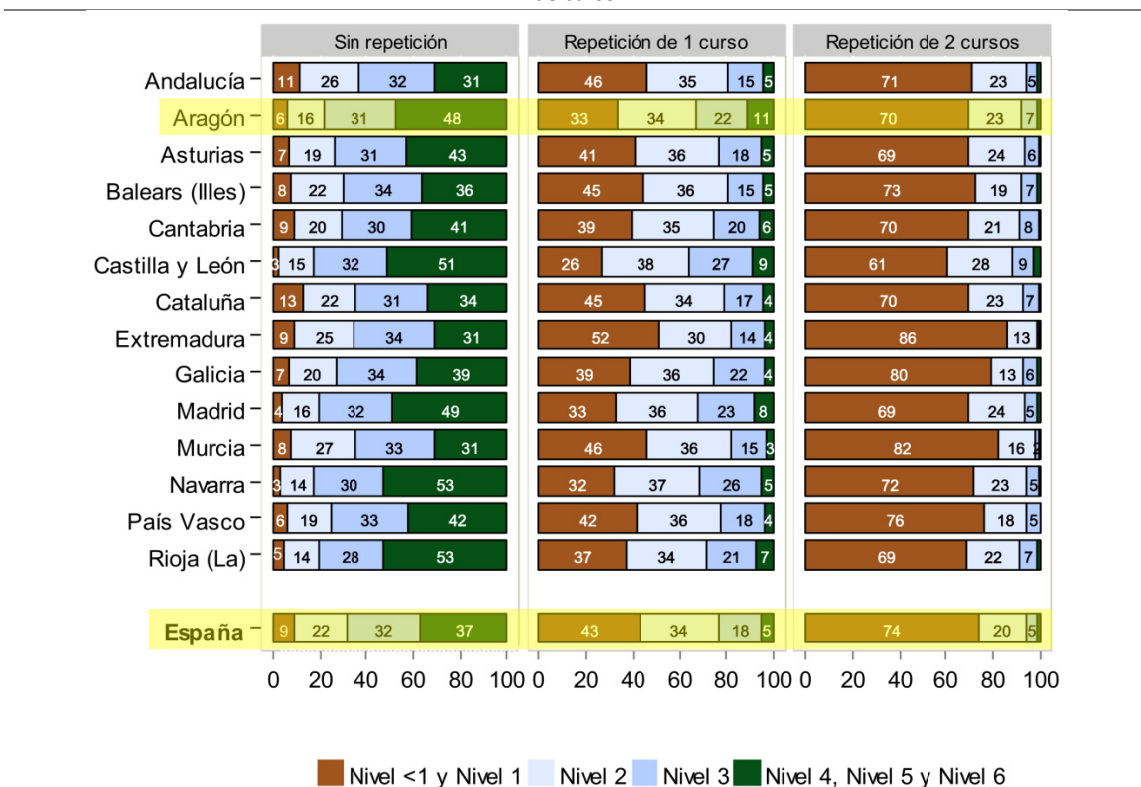 Sin repetición Repetición de 1 curso Repetición de 2 cursos
Andalucía 11 26 32 31 46 35 15 5 71 23 5
Aragón 6 16 31 48 33 34 22 11 70 23 7
Asturias 7 19 31 43 41 36 18 5 69 24 6
Balears (Illes) 8 22 34 36 45 36 15 5 73 19 7
Cantabria 9 20 30 41 39 35 20 6 70 21 8
Castilla y León 3 15 32 51 26 38 27 9 61 28 9
Cataluña 13 22 31 34 45 34 17 4 70 23 7
Extremadura 9 25 34 31 52 30 14 4 86 13
Galicia 7 20 34 39 39 36 22 4 80 13 6
Madrid 4 16 32 49 33 36 23 8 69 24 5
Murcia 8 27 33 31 46 36 15 3 82 16 2
Navarra 3 14 30 53 32 37 26 5 72 23 5
País Vasco 6 19 33 42 42 36 18 4 76 18 5
Rioja (La) 5 14 28 53 37 34 21 7 69 22 7
España 9 22 32 37 43 34 18 5 74 20 5
0 20 40 60 80 100 0 20 40 60 80 100 0 20 40 60 80 100
Nivel <1 y Nivel 1 Nivel 2 Nivel 3 Nivel 4, Nivel 5 y Nivel 6